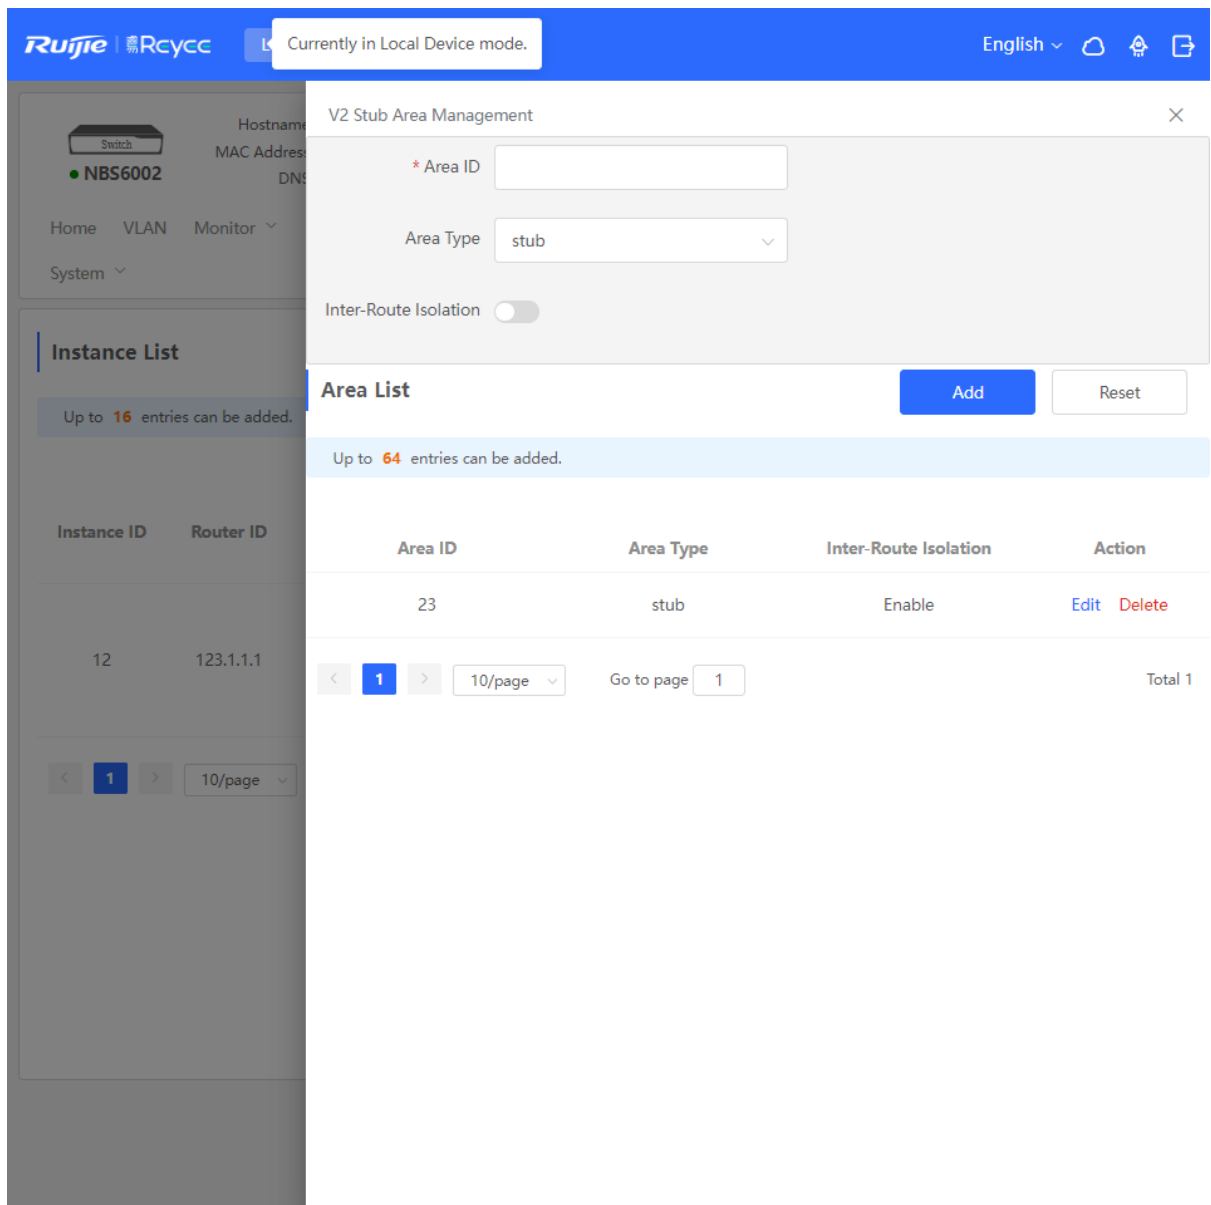 Ruijie Reyee
Currently in Local Device mode.
English
V2 Stub Area Management
Switch
NBS6002
Hostname
MAC Address
DNS
Home VLAN Monitor
System
* Area ID
Area Type stub
Inter-Route Isolation
Instance List
Up to 16 entries can be added.
Instance ID Router ID
12 123.1.1.1
1 10/page
Area List
Add Reset
Up to 64 entries can be added.
Area ID Area Type Inter-Route Isolation Action
23 stub Enable Edit Delete
1 10/page Go to page 1 Total 1